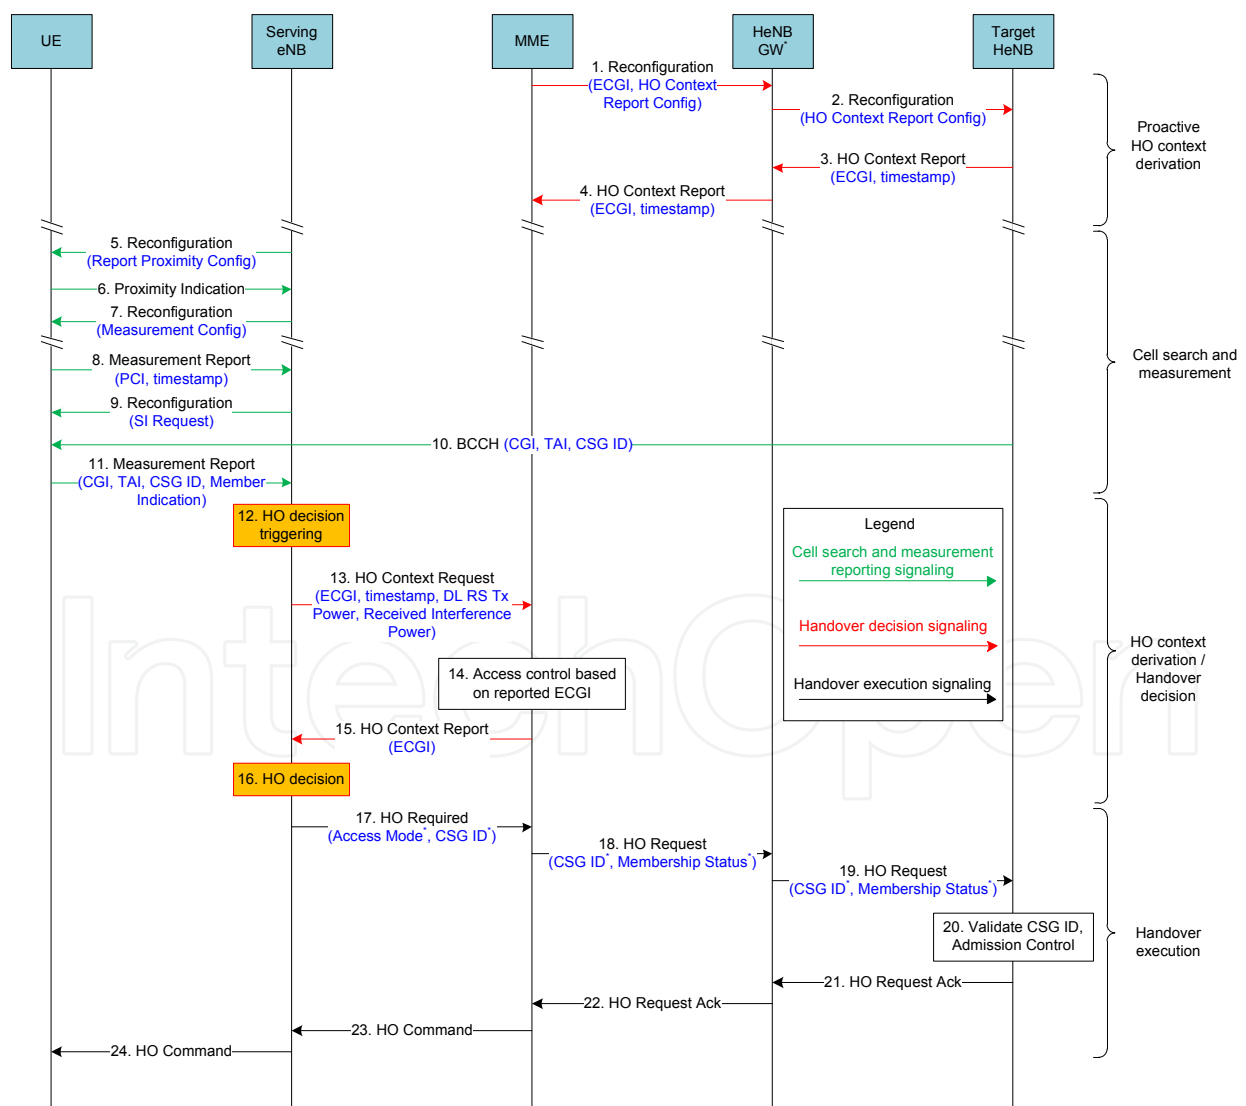 UE
Serving
eNB
MME
HeNB
GW*
Target
HeNB
1. Reconfiguration
(ECGI, HO Context
Report Config)
2. Reconfiguration
(HO Context Report Config)
3. HO Context Report
(ECGI, timestamp)
4. HO Context Report
(ECGI, timestamp)
Proactive
HO context
derivation
5. Reconfiguration
(Report Proximity Config)
6. Proximity Indication
7. Reconfiguration
(Measurement Config)
8. Measurement Report
(PCI, timestamp)
9. Reconfiguration
(SI Request)
10. BCCH (CGI, TAI, CSG ID)
11. Measurement Report
(CGI, TAI, CSG ID, Member
Indication)
Cell search and
measurement
12. HO decision
triggering
13. HO Context Request
(ECGI, timestamp, DL RS Tx
Power, Received Interference
Power)
14. Access control based
on reported ECGI
15. HO Context Report
(ECGI)
16. HO decision
Legend
Cell search and measurement
reporting signaling
Handover decision signaling
Handover execution signaling
HO context
derivation /
Handover
decision
17. HO Required
(Access Mode*, CSG ID*)
18. HO Request
(CSG ID*, Membership Status*)
19. HO Request
(CSG ID*, Membership Status*)
20. Validate CSG ID,
Admission Control
21. HO Request Ack
22. HO Request Ack
23. HO Command
24. HO Command
Handover
execution
IntechOpen